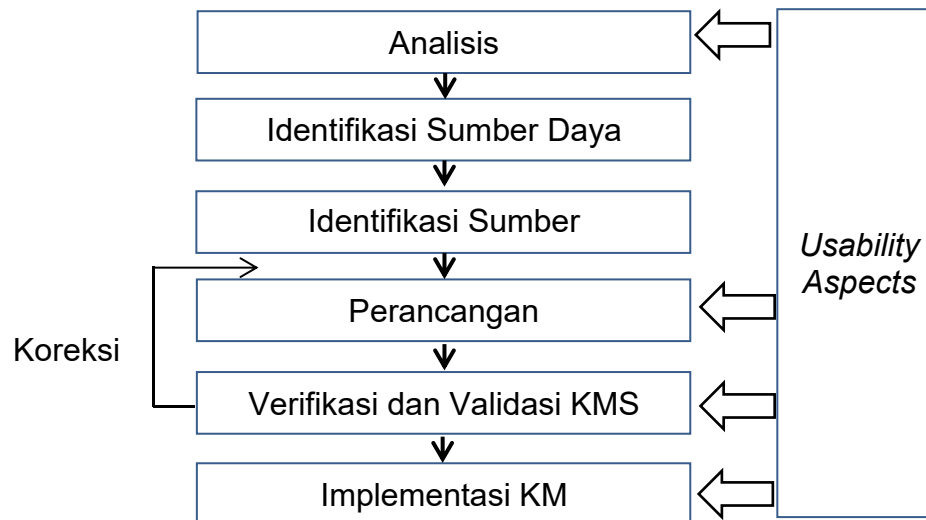 Analisis
Identifikasi Sumber Daya
Identifikasi Sumber
Perancangan
Verifikasi dan Validasi KMS
Implementasi KM
Koreksi
Usability
Aspects